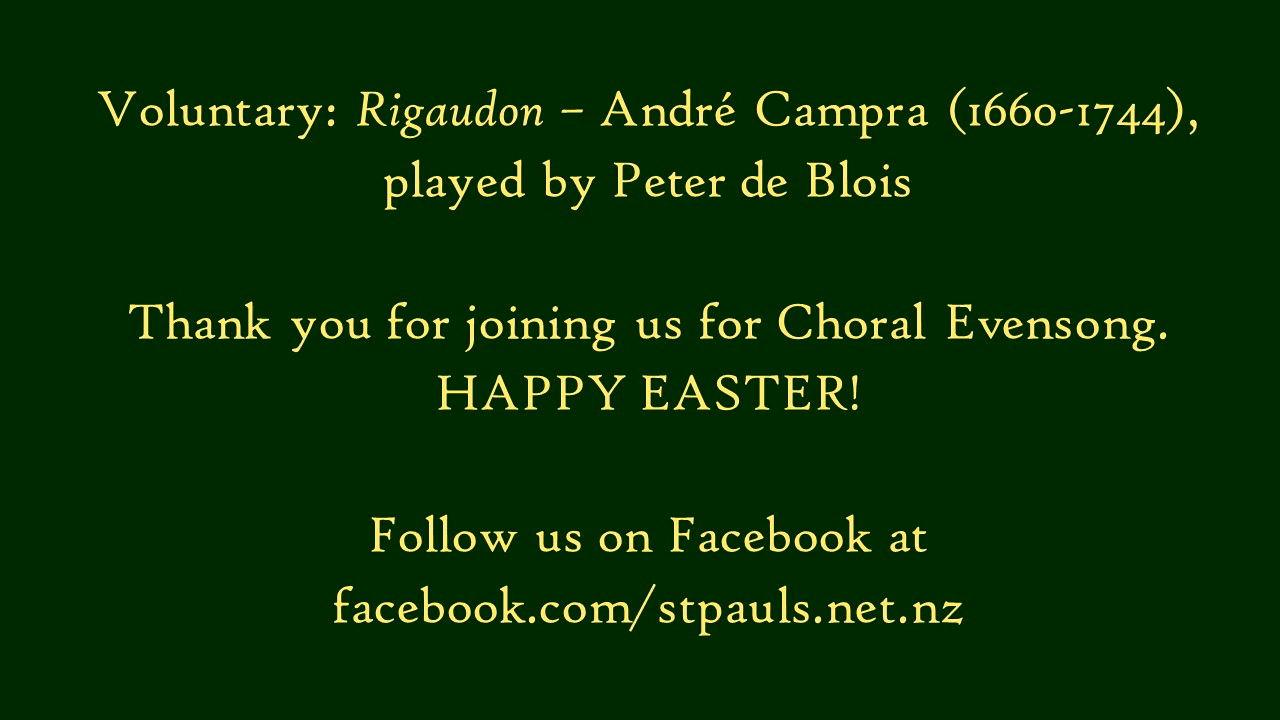 Voluntary: Rigaudon – André Campra (1660-1744),
played by Peter de Blois
Thank you for joining us for Choral Evensong.
HAPPY EASTER!
Follow us on Facebook at
facebook.com/stpauls.net.nz